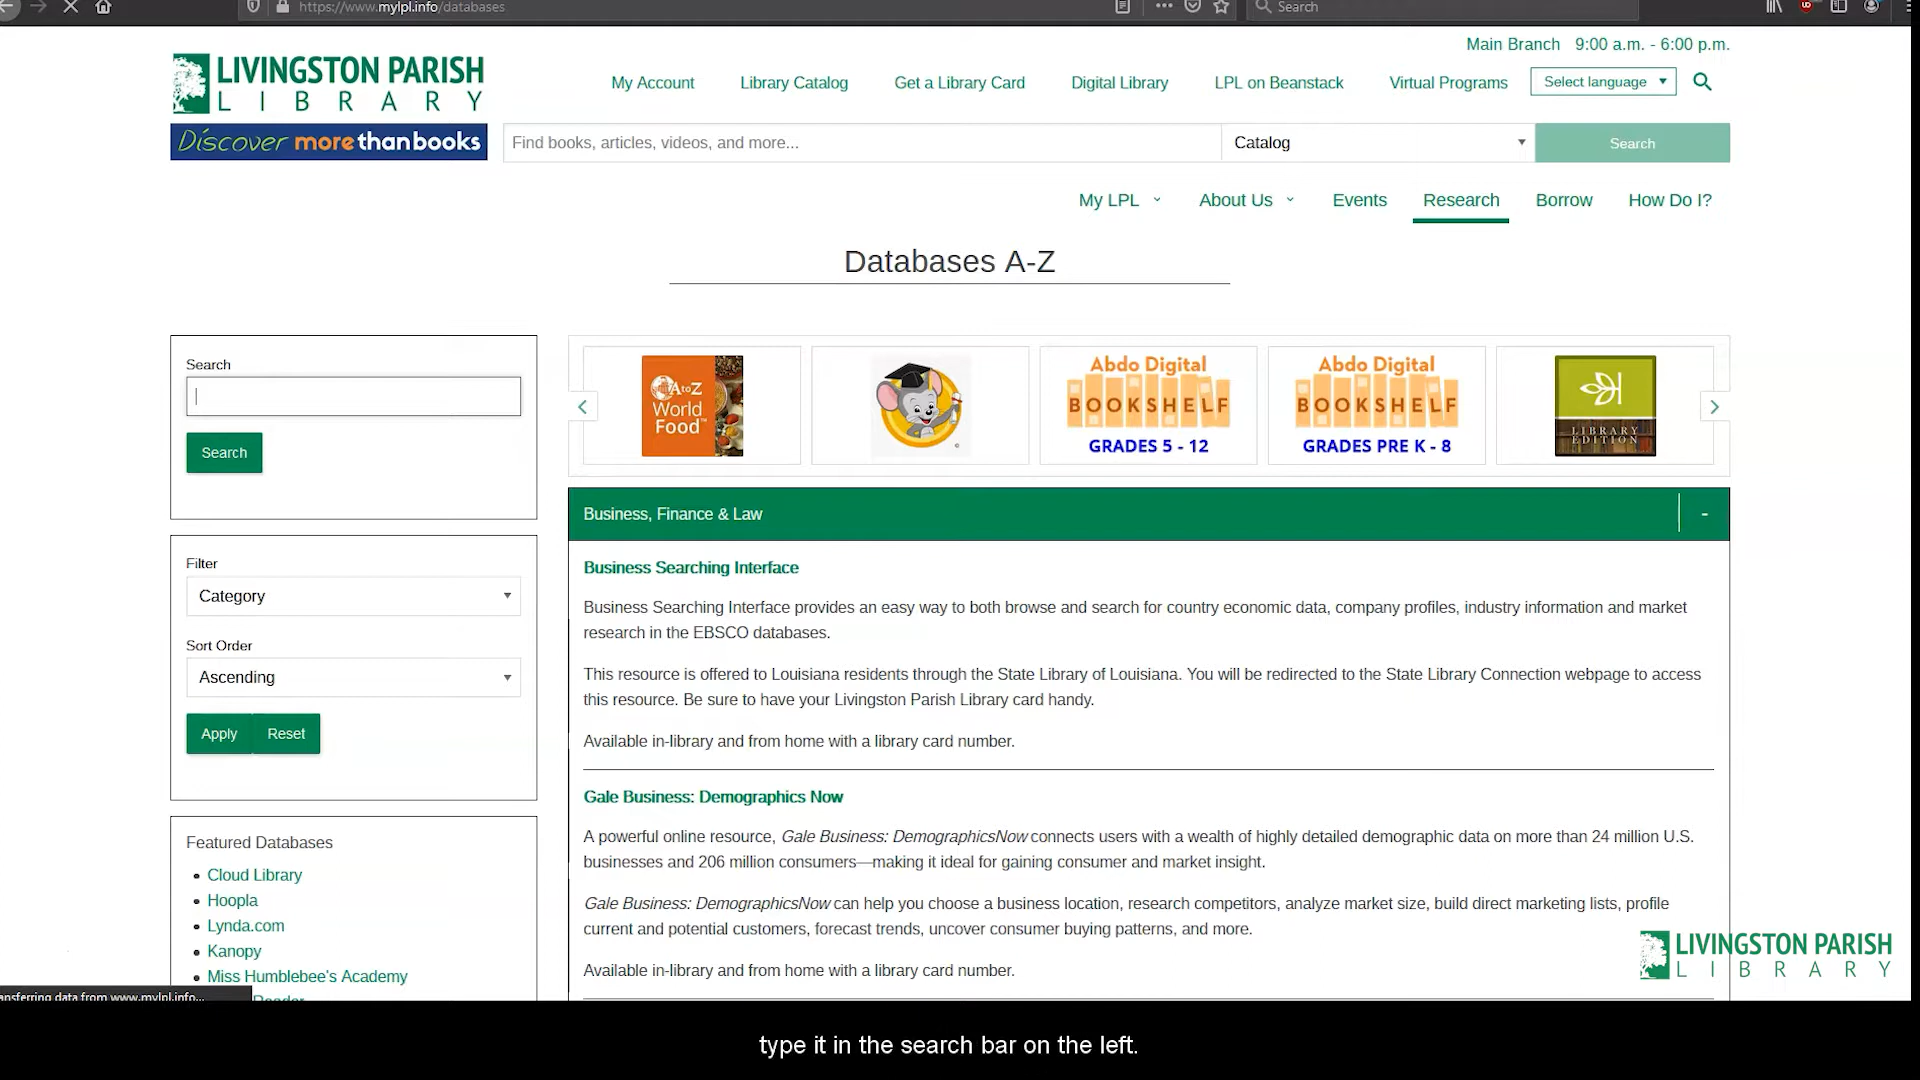 https://www.mylpl.info/databases
Search
Main Branch 9:00 a.m. - 6:00 p.m.
LIVINGSTON PARISH
LIBRARY
My Account
Library Catalog
Get a Library Card
Digital Library
LPL on Beanstack
Virtual Programs
Select language
Discover more than books
Find books, articles, videos, and more...
Catalog
Search
My LPL
About Us
Events
Research
Borrow
How Do I?
Databases A-Z
Search
Search
Filter
Category
Sort Order
Ascending
Apply
Reset
Featured Databases
Cloud Library
Hoopla
Lynda.com
Kanopy
Miss Humblebee's Academy
Reader
AtoZ
World
Food™
Abdo Digital
BOOKSHELF
GRADES 5 - 12
Abdo Digital
BOOKSHELF
GRADES PRE K - 8
LIBRARY
EDITION
Business, Finance & Law
-
Business Searching Interface
Business Searching Interface provides an easy way to both browse and search for country economic data, company profiles, industry information and market
research in the EBSCO databases.
This resource is offered to Louisiana residents through the State Library of Louisiana. You will be redirected to the State Library Connection webpage to access
this resource. Be sure to have your Livingston Parish Library card handy.
Available in-library and from home with a library card number.
Gale Business: Demographics Now
A powerful online resource, Gale Business: DemographicsNow connects users with a wealth of highly detailed demographic data on more than 24 million U.S.
businesses and 206 million consumers—making it ideal for gaining consumer and market insight.
Gale Business: DemographicsNow can help you choose a business location, research competitors, analyze market size, build direct marketing lists, profile
current and potential customers, forecast trends, uncover consumer buying patterns, and more.
Available in-library and from home with a library card number.
LIVINGSTON PARISH
LIBRARY
ansferring data from www.mylpl.info...
type it in the search bar on the left.